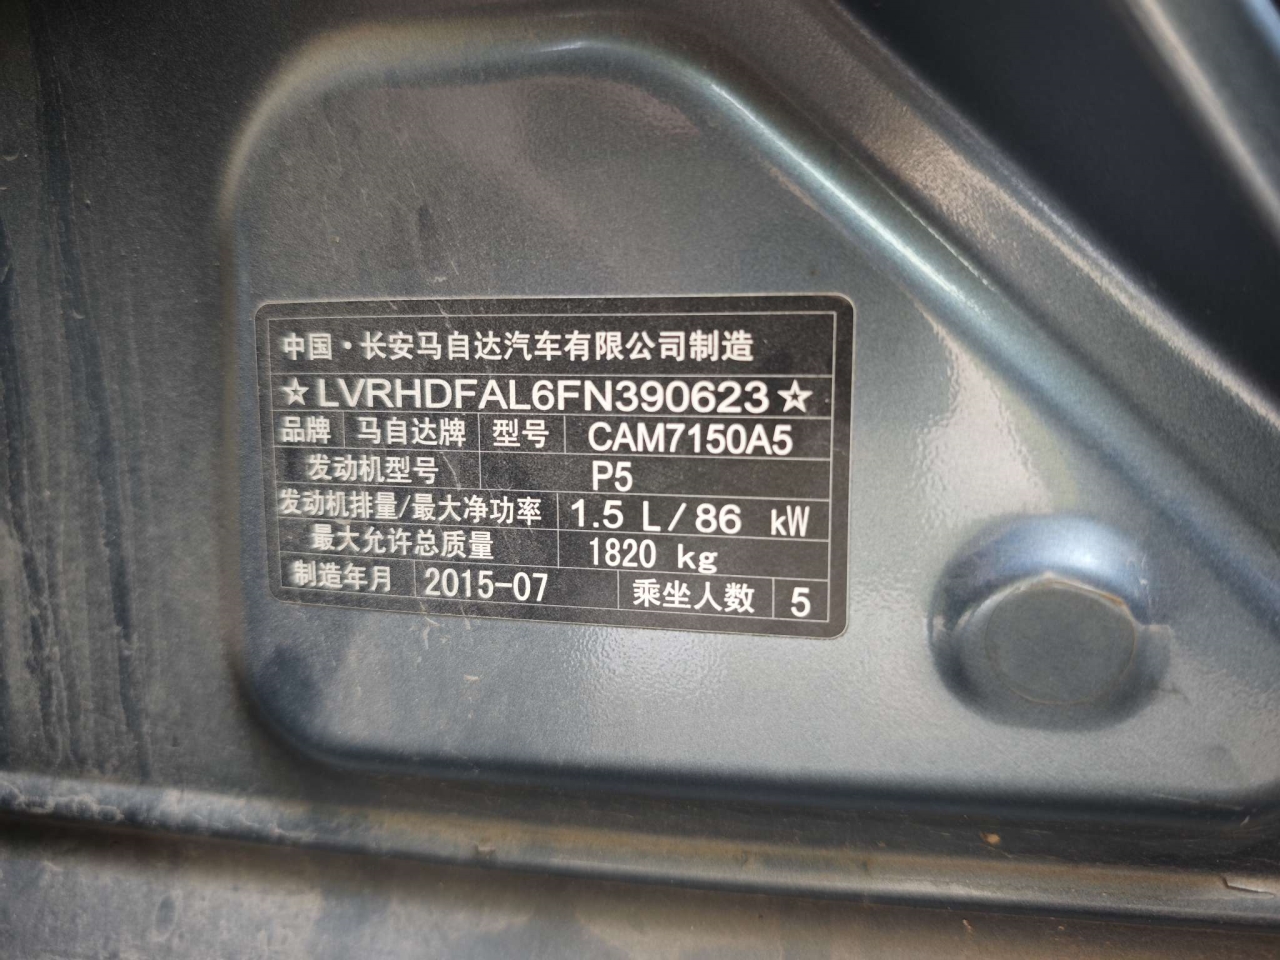 中国·长安马自达汽车有限公司制造
☆LVRHDFAL6FN390623☆
品牌 马自达牌 型号 CAM7150A5
发动机型号 P5
发动机排量/最大净功率 1.5 L/86 kW
最大允许总质量 1820 kg
制造年月 2015-07 乘坐人数 5